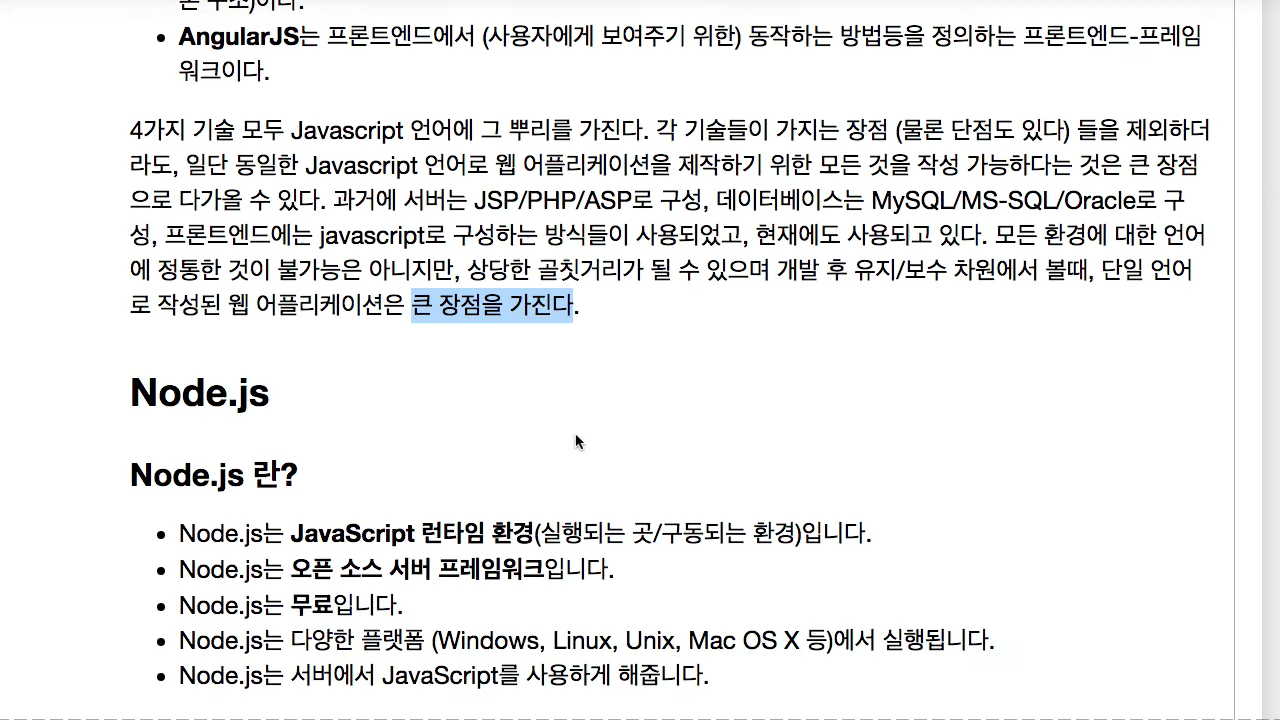 론 구조)이다.
• AngularJS는 프론트엔드에서 (사용자에게 보여주기 위한) 동작하는 방법등을 정의하는 프론트엔드-프레임
워크이다.
4가지 기술 모두 Javascript 언어에 그 뿌리를 가진다. 각 기술들이 가지는 장점 (물론 단점도 있다) 들을 제외하더
라도, 일단 동일한 Javascript 언어로 웹 어플리케이션을 제작하기 위한 모든 것을 작성 가능하다는 것은 큰 장점
으로 다가올 수 있다. 과거에 서버는 JSP/PHP/ASP로 구성, 데이터베이스는 MySQL/MS-SQL/Oracle로 구
성, 프론트엔드에는 javascript로 구성하는 방식들이 사용되었고, 현재에도 사용되고 있다. 모든 환경에 대한 언어
에 정통한 것이 불가능은 아니지만, 상당한 골칫거리가 될 수 있으며 개발 후 유지/보수 차원에서 볼때, 단일 언어
로 작성된 웹 어플리케이션은 큰 장점을 가진다.
Node.js
Node.js 란?
• Node.js는 JavaScript 런타임 환경(실행되는 곳/구동되는 환경)입니다.
• Node.js는 오픈 소스 서버 프레임워크입니다.
• Node.js는 무료입니다.
• Node.js는 다양한 플랫폼 (Windows, Linux, Unix, Mac OS X 등)에서 실행됩니다.
• Node.js는 서버에서 JavaScript를 사용하게 해줍니다.